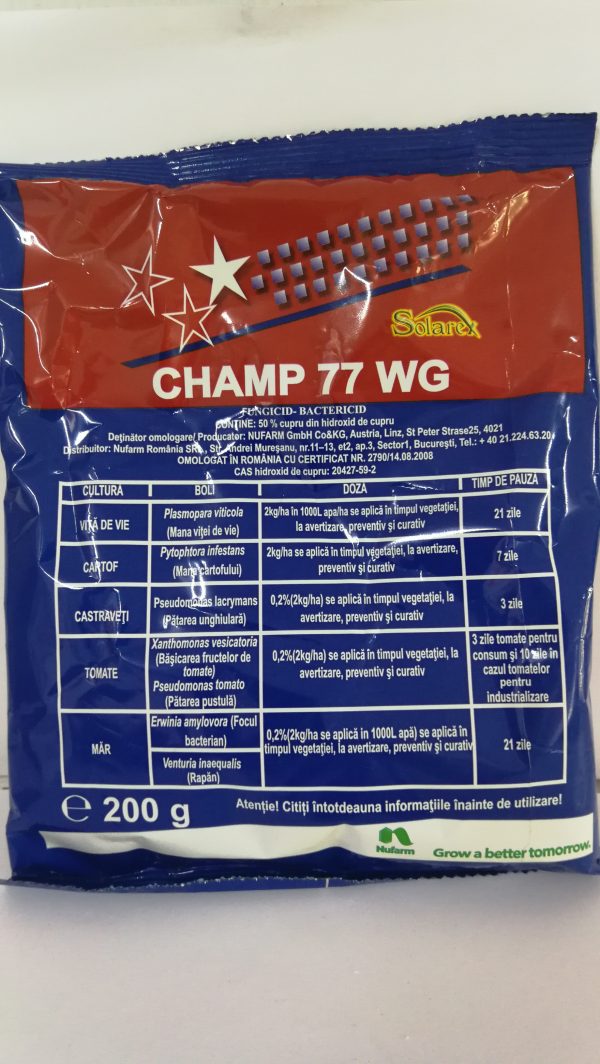 Solarex
CHAMP 77 WG
FUNGICID- BACTERICID
CONȚINE: 50 % cupru din hidroxid de cupru
Deținător omologare/ Producater: NUFARM GmbH Co&KG, Austria, Linz, St Peter Strase25, 4021
Distribuitor: Nufarm România SRL, Str. Andrei Mureșanu, nr.11–13, et2, ap.3, Sector1, București, Tel.: + 40 21.224.63.20
OMOLOGAT ÎN ROMÂNIA CU CERTIFICAT NR. 2790/14.08.2008
CAS hidroxid de cupru: 20427-59-2
CULTURA BOLI DOZA TIMP DE PAUZA
VIȚĂ DE VIE
Plasmopara viticola
(Mana viței de vie)
2kg/ha în 1000L apa/ha se aplică în timpul vegetației,
la avertizare, preventiv și curativ
21 zile
CARTOF
Pytophtora infestans
(Mana cartofului)
2kg/ha se aplică în timpul vegetației, la avertizare,
preventiv și curativ
7 zile
CASTRAVEȚI
Pseudomonas lacrymans
(Pătarea unghiulară)
0,2%(2kg/ha) se aplică în timpul vegetației, la
avertizare, preventiv și curativ
3 zile
TOMATE
Xanthomonas vesicatoria
(Bășicarea fructelor de
tomate)
Pseudomonas tomato
(Pătarea pustulă)
0,2%(2kg/ha) se aplică în timpul vegetației, la
avertizare, preventiv și curativ
3 zile tomate pentru
consum și 10 zile în
cazul tomatelor
pentru
industrializare
MĂR
Erwinia amylovora (Focul
bacterian)
Venturia inaequalis
(Rapăn)
0,2%(2kg/ha se aplică in 1000L apă) se aplică în
timpul vegetației, la avertizare, preventiv și curativ
21 zile
℮ 200 g
Atenție! Citiți întotdeauna informațiile înainte de utilizare!
Nufarm
Grow a better tomorrow.